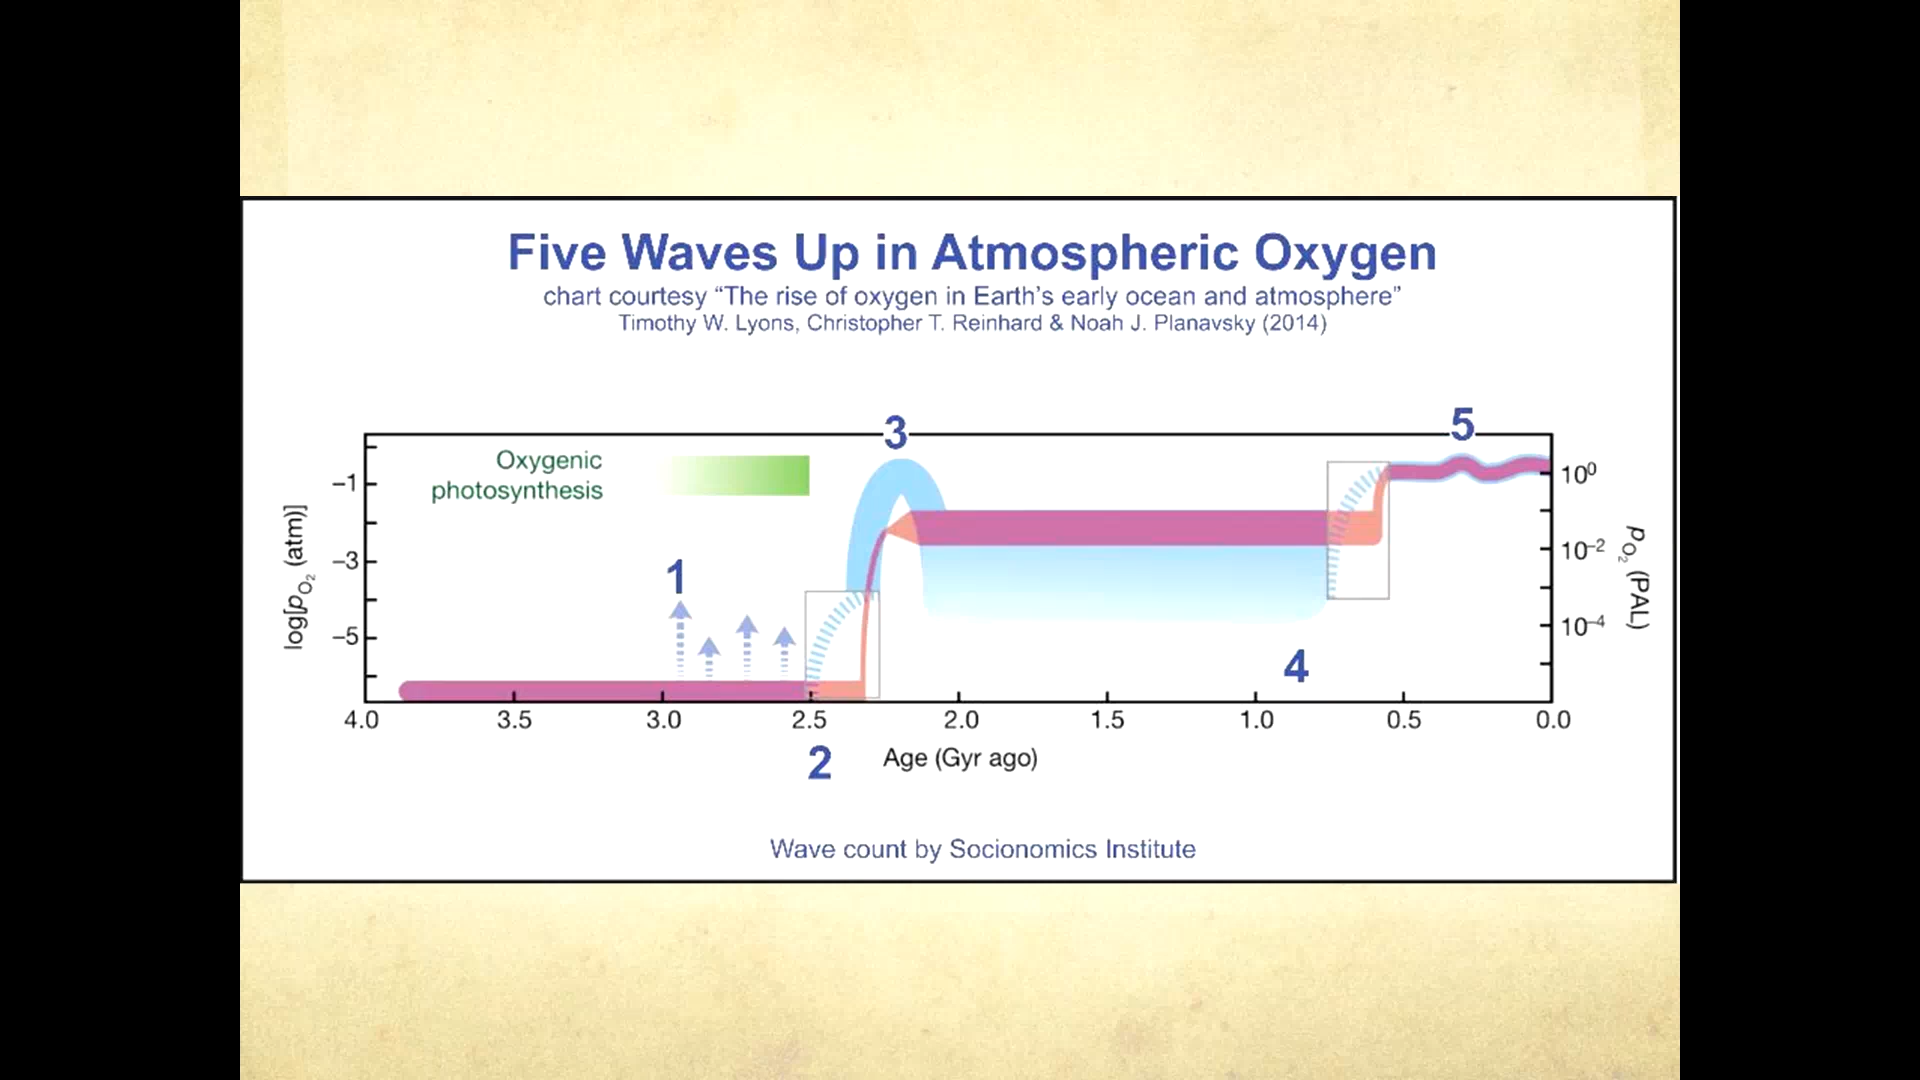 Five Waves Up in Atmospheric Oxygen
chart courtesy “The rise of oxygen in Earth’s early ocean and atmosphere”
Timothy W. Lyons, Christopher T. Reinhard & Noah J. Planavsky (2014)
3
5
Oxygenic
photosynthesis
1
4
2
log[pO2 (atm)]
–1
–3
–5
10⁰
10⁻²
10⁻⁴
pO2 (PAL)
4.0 3.5 3.0 2.5 2.0 1.5 1.0 0.5 0.0
Age (Gyr ago)
Wave count by Socionomics Institute